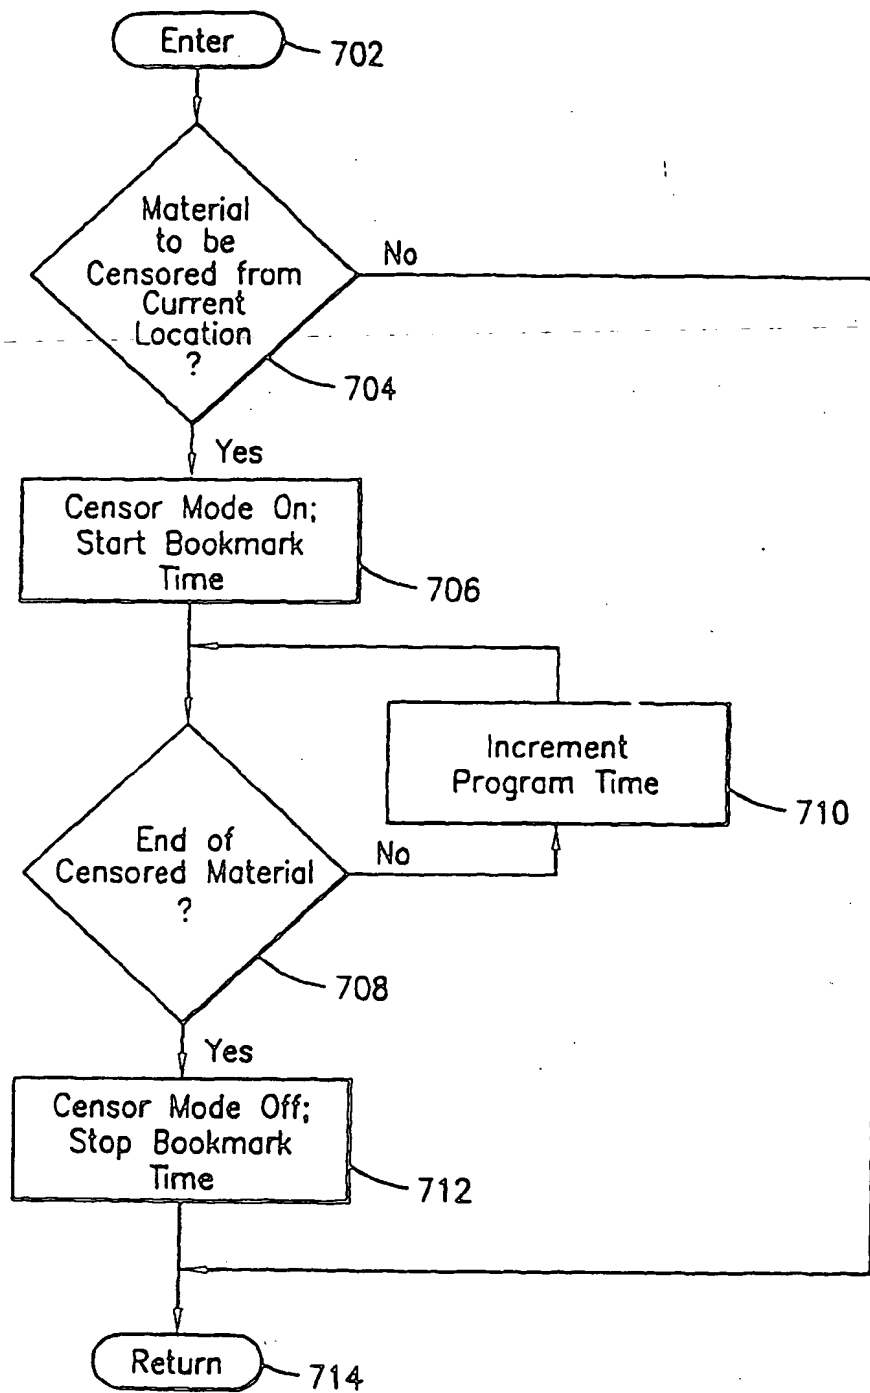 Enter
702
Material
to be
Censored from
Current
Location
?
No
704
Yes
Censor Mode On;
Start Bookmark
Time
706
Increment
Program Time
710
End of
Censored Material
?
No
708
Yes
Censor Mode Off;
Stop Bookmark
Time
712
Return
714